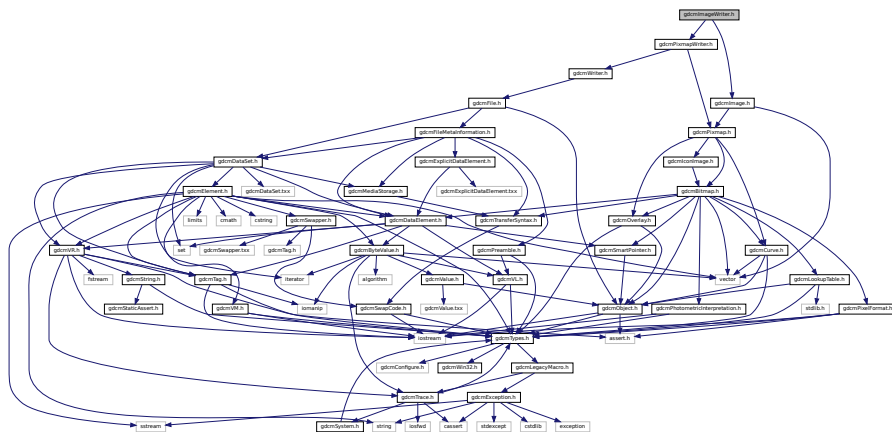 gdcmImageWriter.h
gdcmPixmapWriter.h
gdcmWriter.h
gdcmFile.h
gdcmImage.h
gdcmFileMetaInformation.h
gdcmPixmap.h
gdcmDataSet.h
gdcmExplicitDataElement.h
gdcmIconImage.h
gdcmElement.h
gdcmDataSet.txx
gdcmMediaStorage.h
gdcmExplicitDataElement.txx
gdcmBitmap.h
limits
cmath
cstring
gdcmSwapper.h
gdcmDataElement.h
gdcmTransferSyntax.h
gdcmOverlay.h
gdcmVR.h
set
gdcmSwapper.txx
gdcmTag.h
gdcmByteValue.h
gdcmPreamble.h
gdcmSmartPointer.h
gdcmCurve.h
fstream
gdcmString.h
gdcmTag.h
iterator
algorithm
gdcmValue.h
gdcmVL.h
vector
gdcmLookupTable.h
gdcmStaticAssert.h
gdcmVM.h
iomanip
gdcmSwapCode.h
gdcmValue.txx
gdcmObject.h
gdcmPhotometricInterpretation.h
stdlib.h
gdcmPixelFormat.h
iostream
gdcmTypes.h
assert.h
gdcmConfigure.h
gdcmWin32.h
gdcmLegacyMacro.h
gdcmTrace.h
gdcmException.h
sstream
gdcmSystem.h
string
iosfwd
cassert
stdexcept
cstdlib
exception